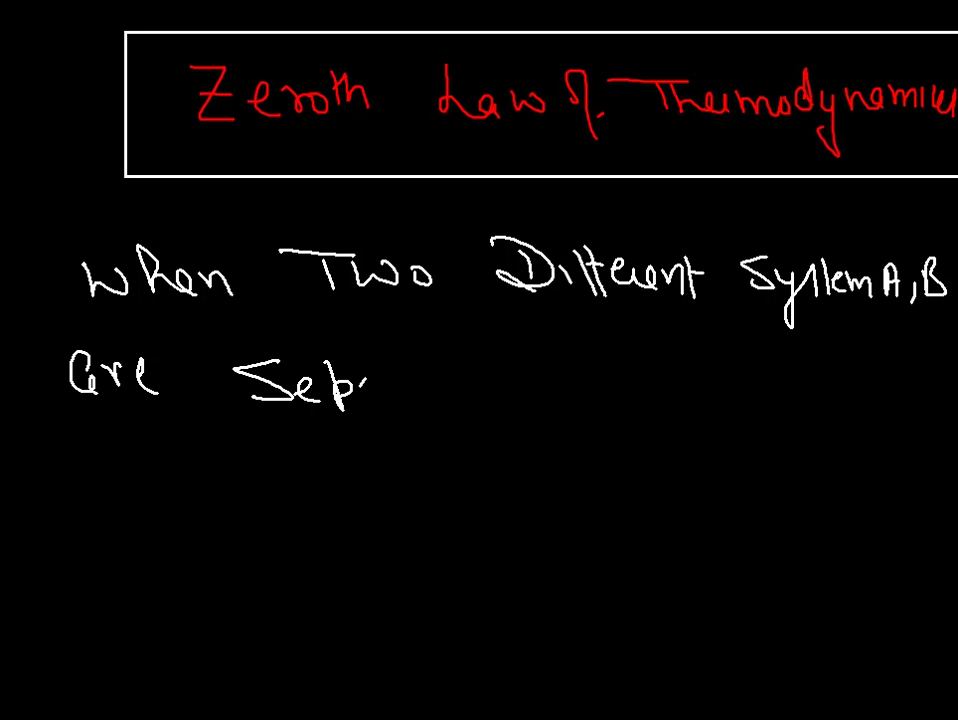 Zeroth Law of Thermodynamics
When Two Different System A, B
are Sep